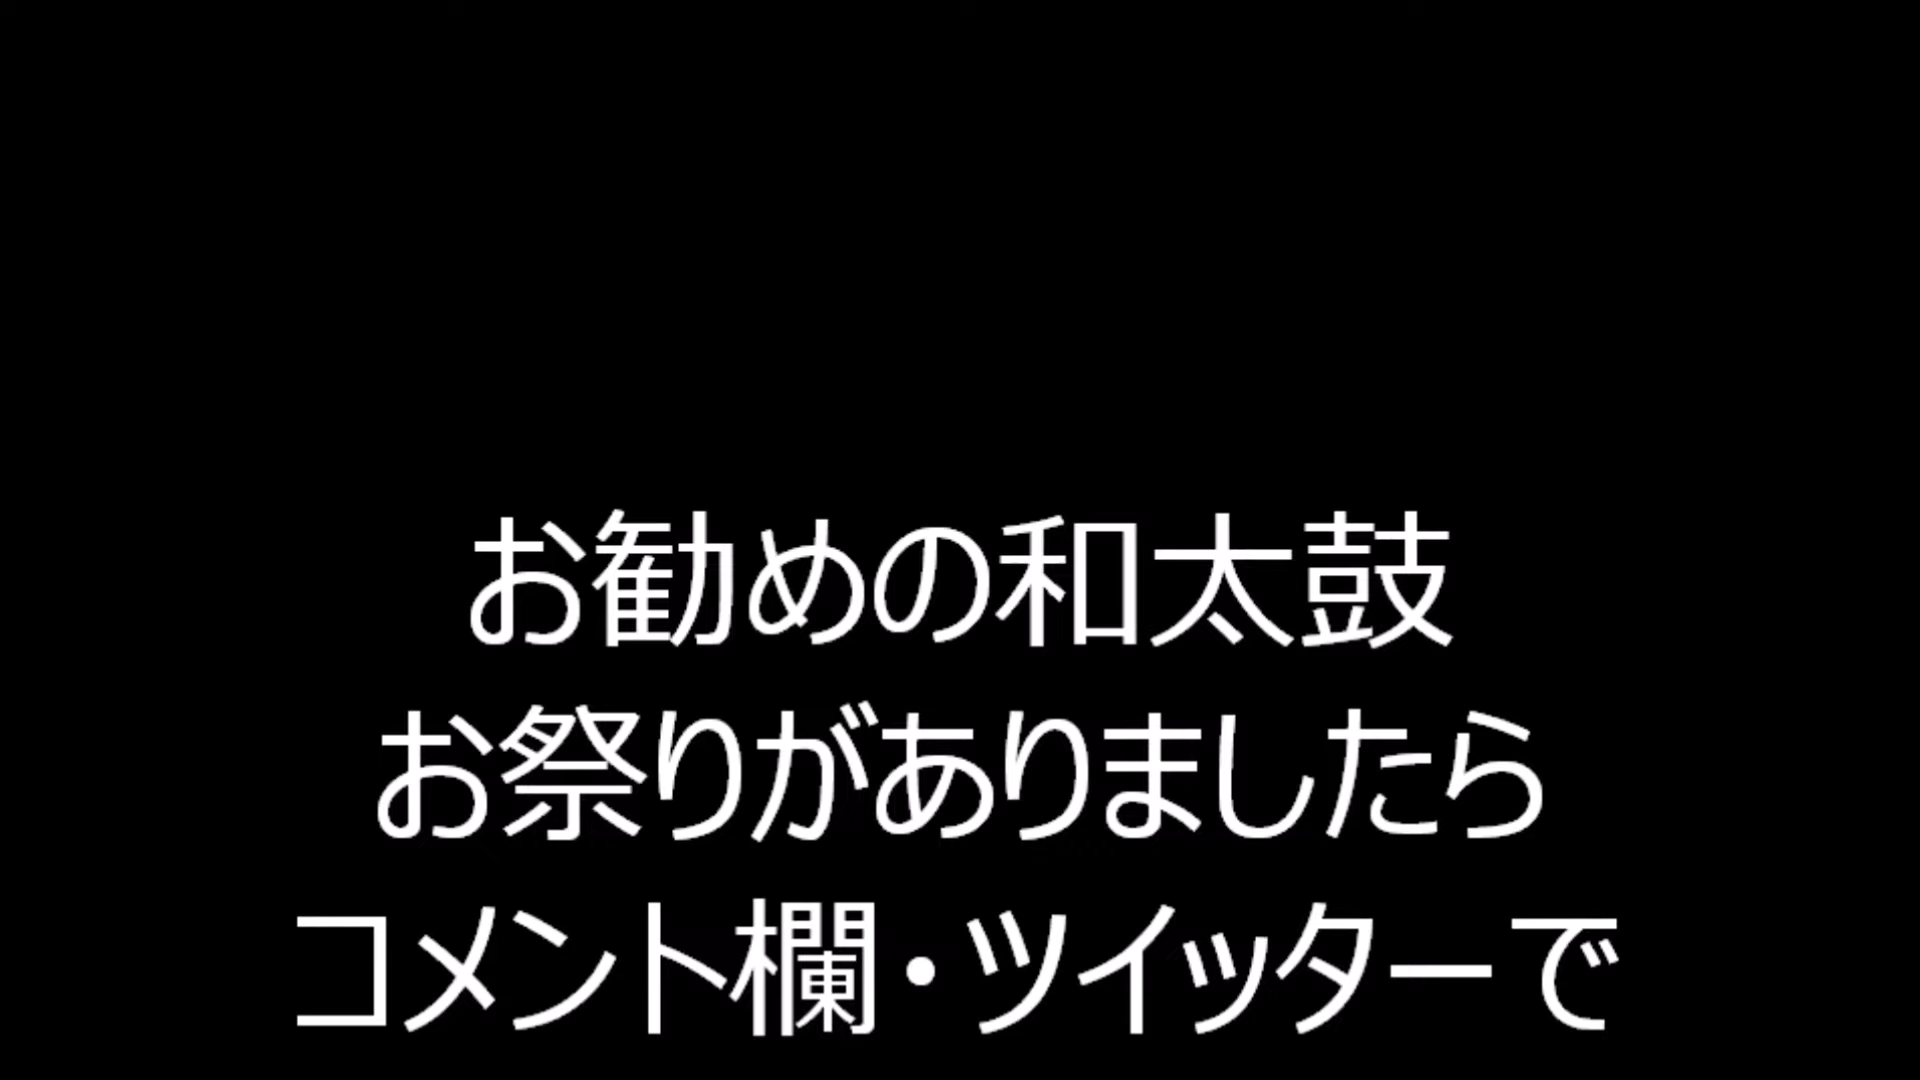 お勧めの和太鼓
お祭りがありましたら
コメント欄・ツイッターで